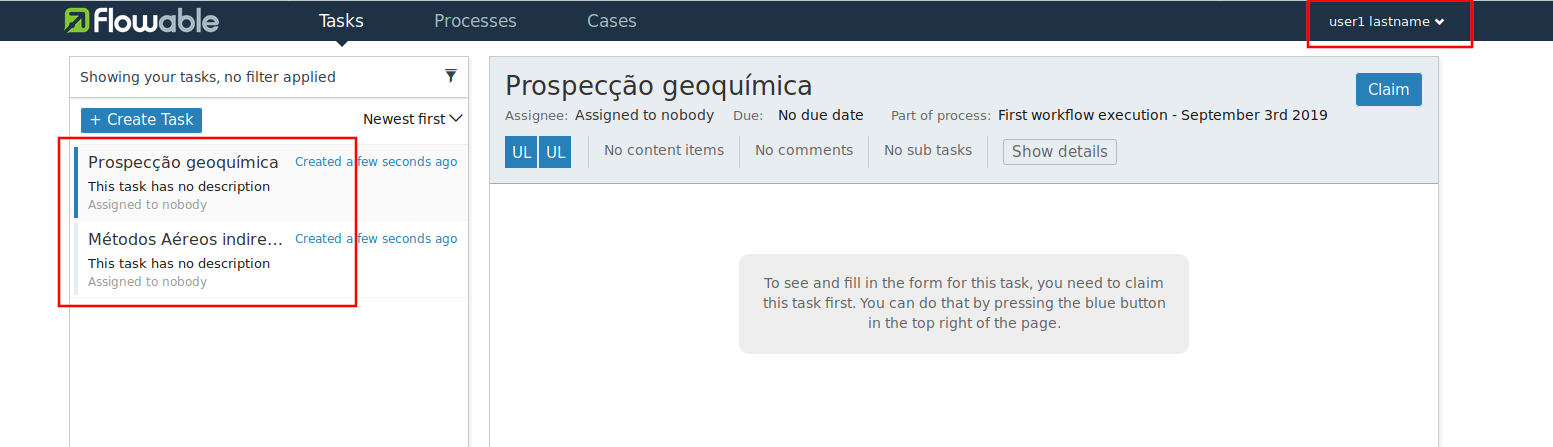 flowable
Tasks
Processes
Cases
user1 lastname
Showing your tasks, no filter applied
+ Create Task
Newest first
Prospecção geoquímica
Created a few seconds ago
This task has no description
Assigned to nobody
Métodos Aéreos indire...
Created a few seconds ago
This task has no description
Assigned to nobody
Prospecção geoquímica
Claim
Assignee: Assigned to nobody
Due: No due date
Part of process: First workflow execution - September 3rd 2019
UL
UL
No content items
No comments
No sub tasks
Show details
To see and fill in the form for this task, you need to claim
this task first. You can do that by pressing the blue button
in the top right of the page.